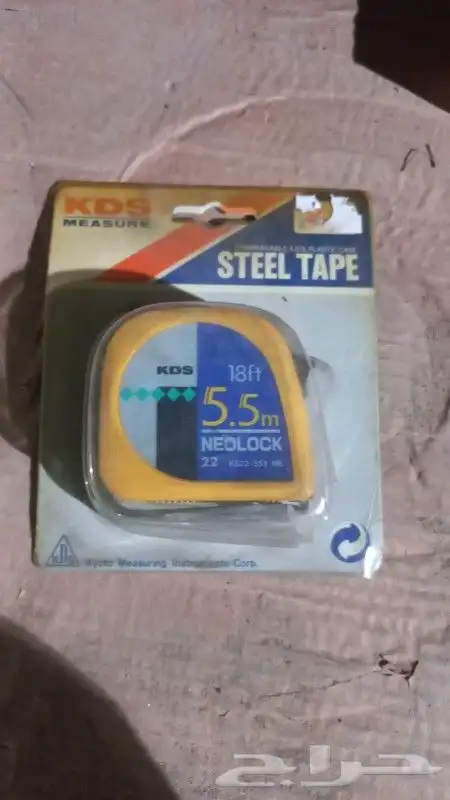 KDS
MEASURE
STEEL TAPE
KDS
18ft
5.5m
NEOLOCK
22
Kyoto Measuring Instruments Corp.
حراج